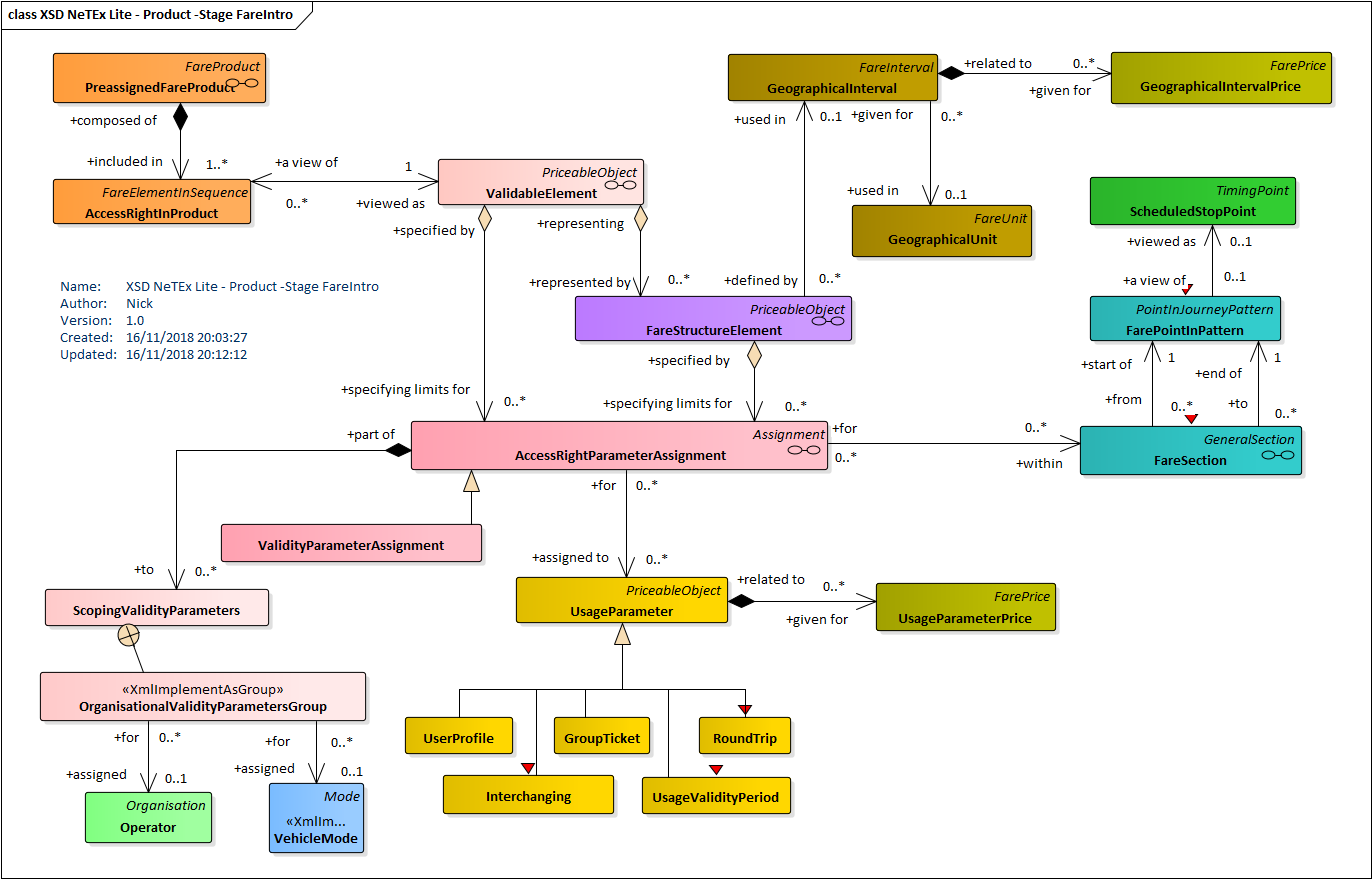 class XSD NeTEx Lite - Product -Stage FareIntro
FareProduct
PreassignedFareProduct
+composed of
+included in
1..*
FareElementInSequence
AccessRightInProduct
+a view of
1
0..*
+viewed as
PriceableObject
ValidableElement
+specified by
+representing
+represented by
0..*
FareInterval
GeographicalInterval
+related to
0..*
+given for
FarePrice
GeographicalIntervalPrice
+used in
0..1
+given for
0..*
+used in
0..1
FareUnit
GeographicalUnit
+defined by
0..*
TimingPoint
ScheduledStopPoint
+viewed as
0..1
+a view of
0..1
PointInJourneyPattern
FarePointInPattern
Name: XSD NeTEx Lite - Product -Stage FareIntro
Author: Nick
Version: 1.0
Created: 16/11/2018 20:03:27
Updated: 16/11/2018 20:12:12
PriceableObject
FareStructureElement
+specified by
+specifying limits for
0..*
+specifying limits for
0..*
+start of
1
+end of
1
+from
0..*
+to
0..*
+part of
Assignment
AccessRightParameterAssignment
+for
0..*
0..*
+within
GeneralSection
FareSection
+for
0..*
ValidityParameterAssignment
+to
0..*
+assigned to
0..*
ScopingValidityParameters
PriceableObject
UsageParameter
+related to
0..*
+given for
FarePrice
UsageParameterPrice
«XmlImplementAsGroup»
OrganisationalValidityParametersGroup
+for
0..*
+for
0..*
+assigned
0..1
+assigned
0..1
UserProfile
GroupTicket
RoundTrip
Interchanging
UsageValidityPeriod
Organisation
Operator
Mode
«XmlIm...
VehicleMode